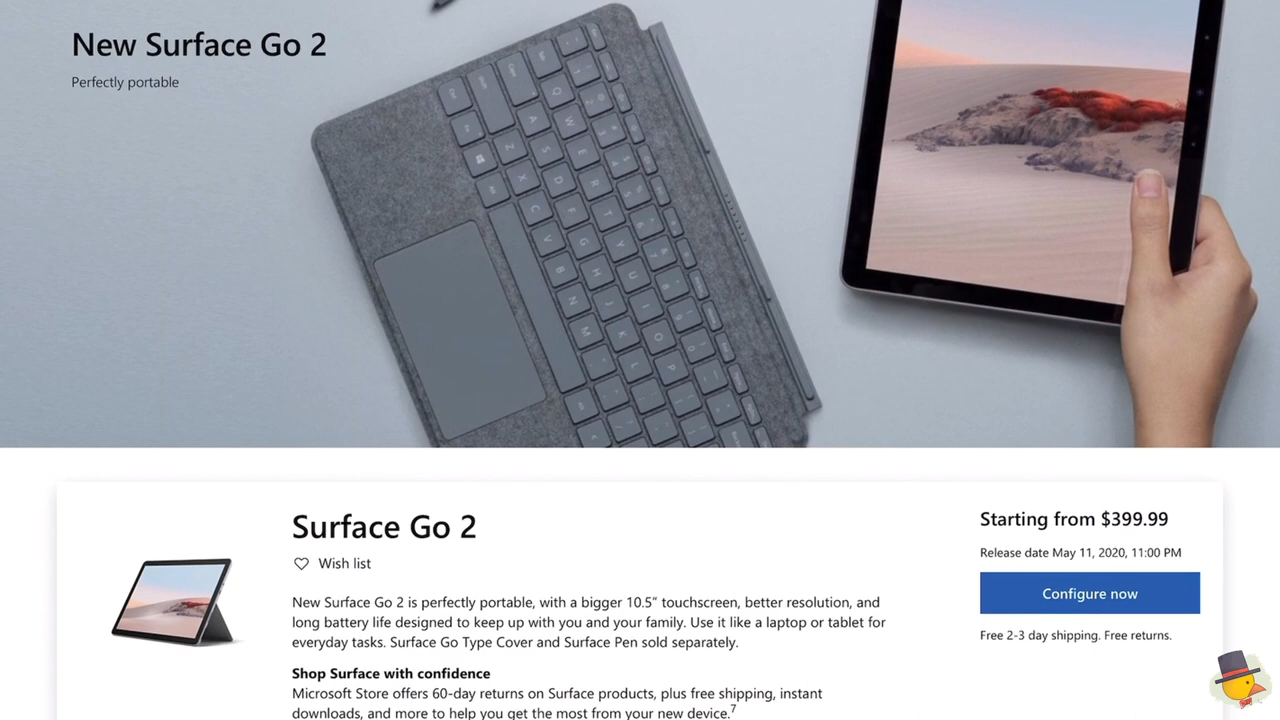 New Surface Go 2
Perfectly portable
Surface Go 2
Wish list
New Surface Go 2 is perfectly portable, with a bigger 10.5” touchscreen, better resolution, and
long battery life designed to keep up with you and your family. Use it like a laptop or tablet for
everyday tasks. Surface Go Type Cover and Surface Pen sold separately.
Shop Surface with confidence
Microsoft Store offers 60-day returns on Surface products, plus free shipping, instant
downloads, and more to help you get the most from your new device.7
Starting from $399.99
Release date May 11, 2020, 11:00 PM
Configure now
Free 2-3 day shipping. Free returns.